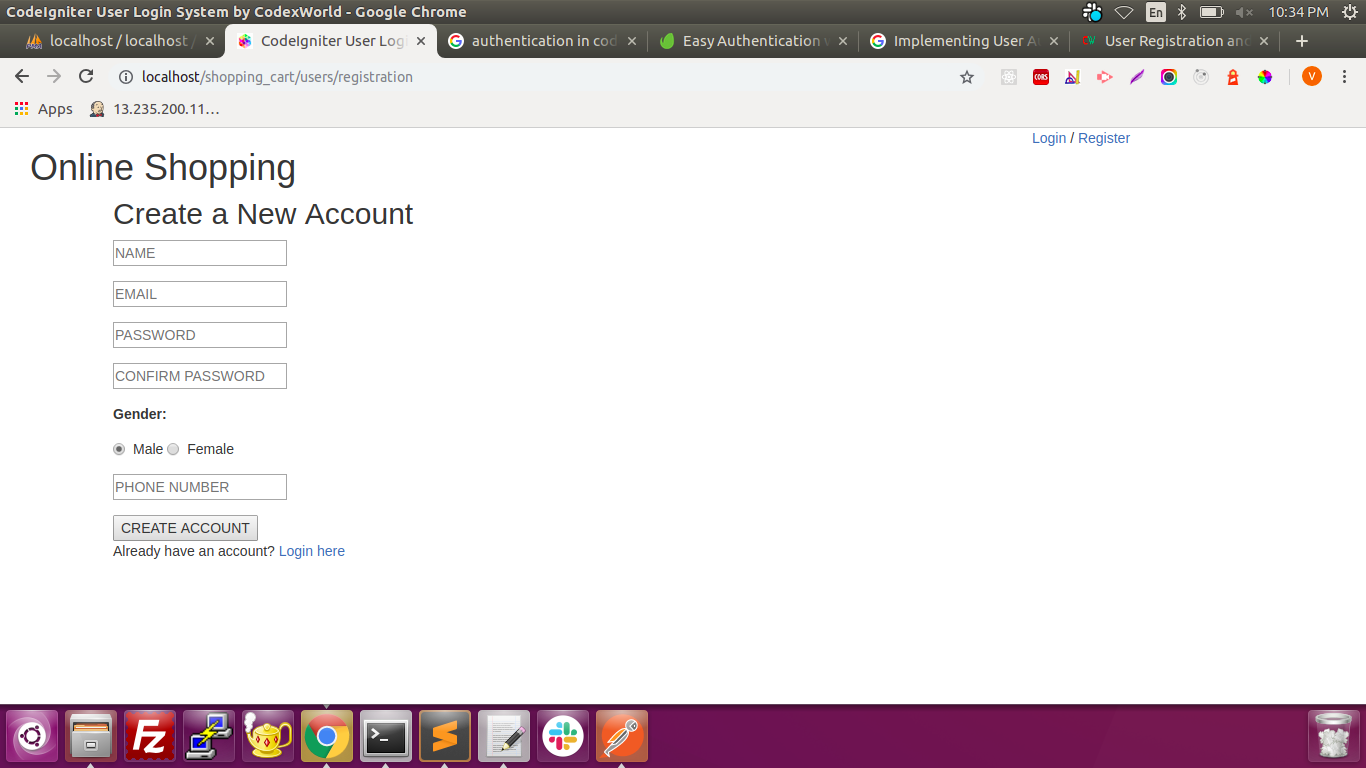 CodeIgniter User Login System by CodexWorld - Google Chrome
En
10:34 PM
localhost / localhost /
CodeIgniter User Log
authentication in cod
Easy Authentication
Implementing User A
User Registration and
localhost/shopping_cart/users/registration
CORS
V
Apps
13.235.200.11…
Login / Register
Online Shopping
Create a New Account
NAME
EMAIL
PASSWORD
CONFIRM PASSWORD
Gender:
Male Female
PHONE NUMBER
CREATE ACCOUNT
Already have an account? Login here
Fz
>_